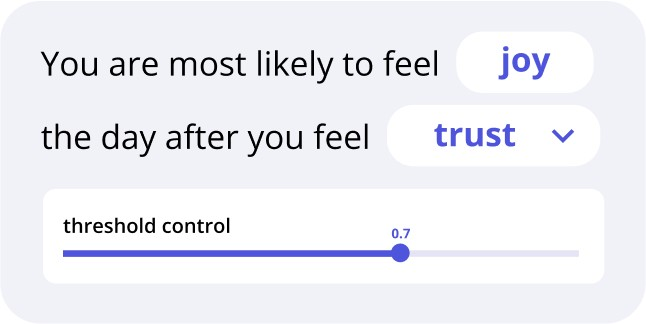 You are most likely to feel joy
the day after you feel trust
threshold control
0.7